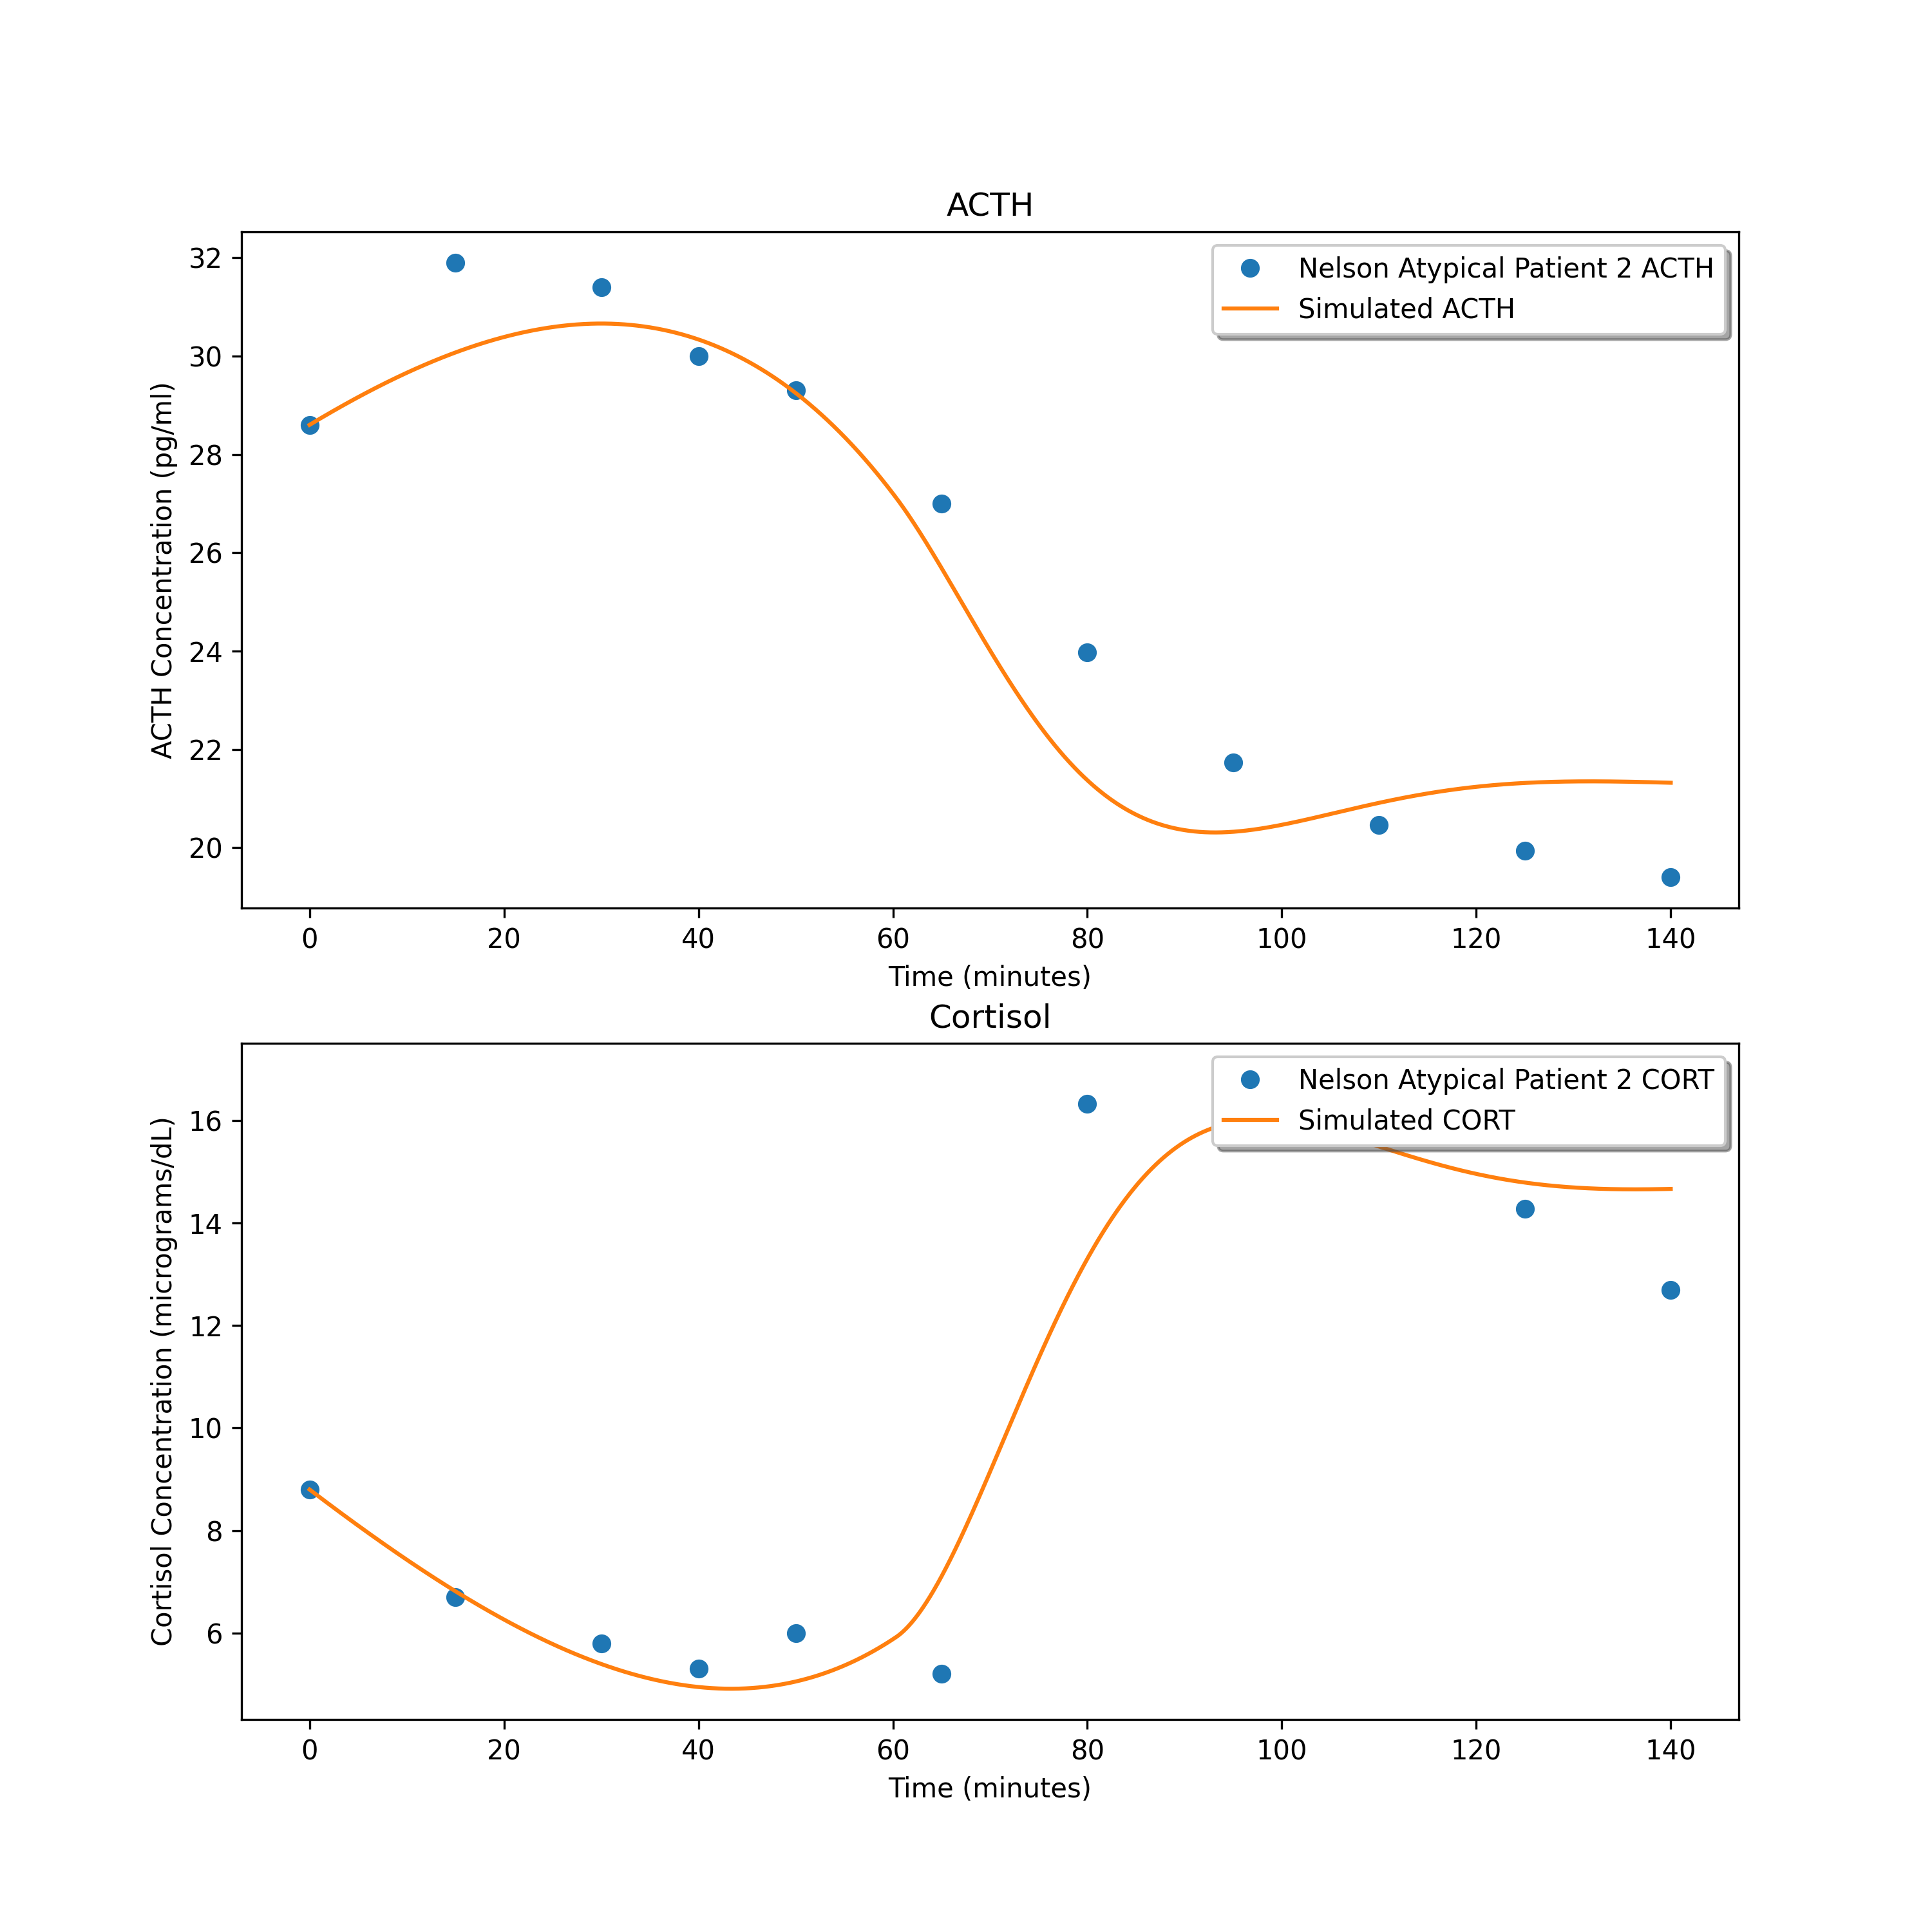 ACTH
32
30
28
26
24
22
20
ACTH Concentration (pg/ml)
Nelson Atypical Patient 2 ACTH
Simulated ACTH
0 20 40 60 80 100 120 140
Time (minutes)
Cortisol
16
14
12
10
8
6
Cortisol Concentration (micrograms/dL)
Nelson Atypical Patient 2 CORT
Simulated CORT
0 20 40 60 80 100 120 140
Time (minutes)